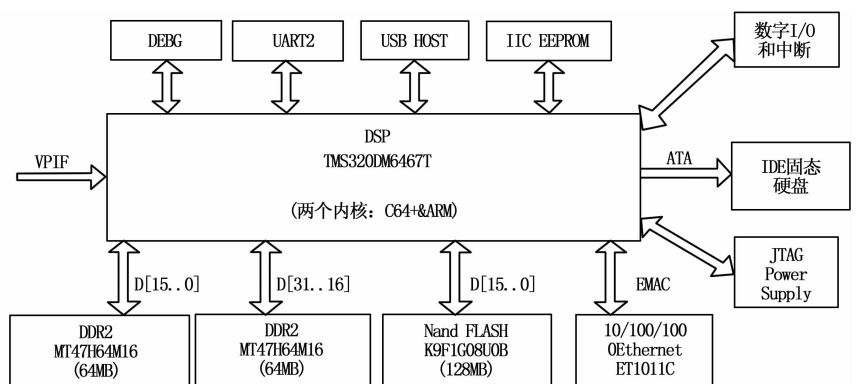 DEBG
UART2
USB HOST
IIC EEPROM
数字I/O
和中断
DSP
TMS320DM6467T
(两个内核：C64+&ARM)
VPIF
ATA
IDE固态
硬盘
JTAG
Power
Supply
D[15..0]
D[31..16]
D[15..0]
EMAC
DDR2
MT47H64M16
(64MB)
DDR2
MT47H64M16
(64MB)
Nand FLASH
K9F1G08U0B
(128MB)
10/100/100
0Ethernet
ET1011C